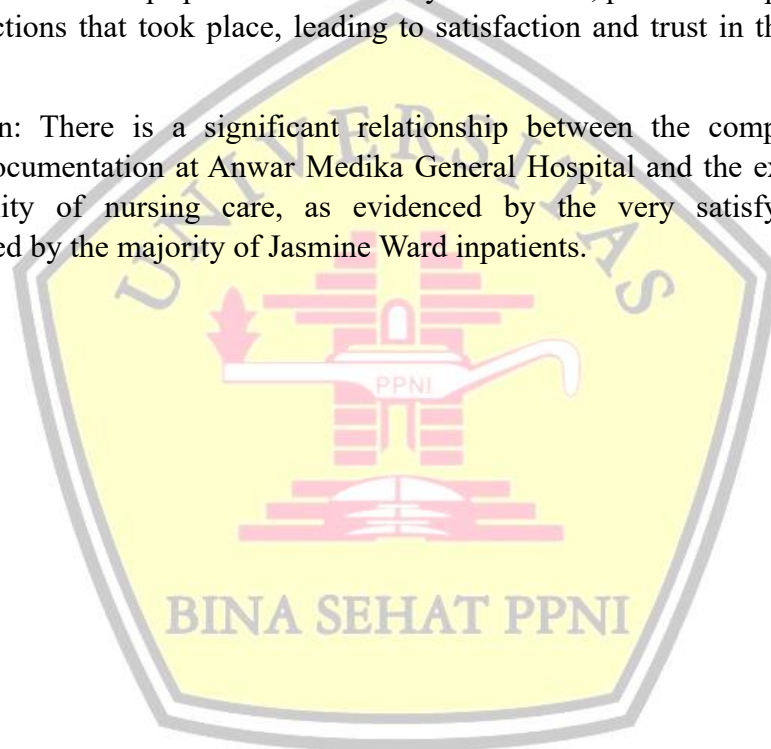 ctions that took place, leading to satisfaction and trust in th
n: There is a significant relationship between the comp
ocumentation at Anwar Medika General Hospital and the ex
ity of nursing care, as evidenced by the very satisfy
ed by the majority of Jasmine Ward inpatients.
UNIVERSITAS
PPNI
BINA SEHAT PPNI